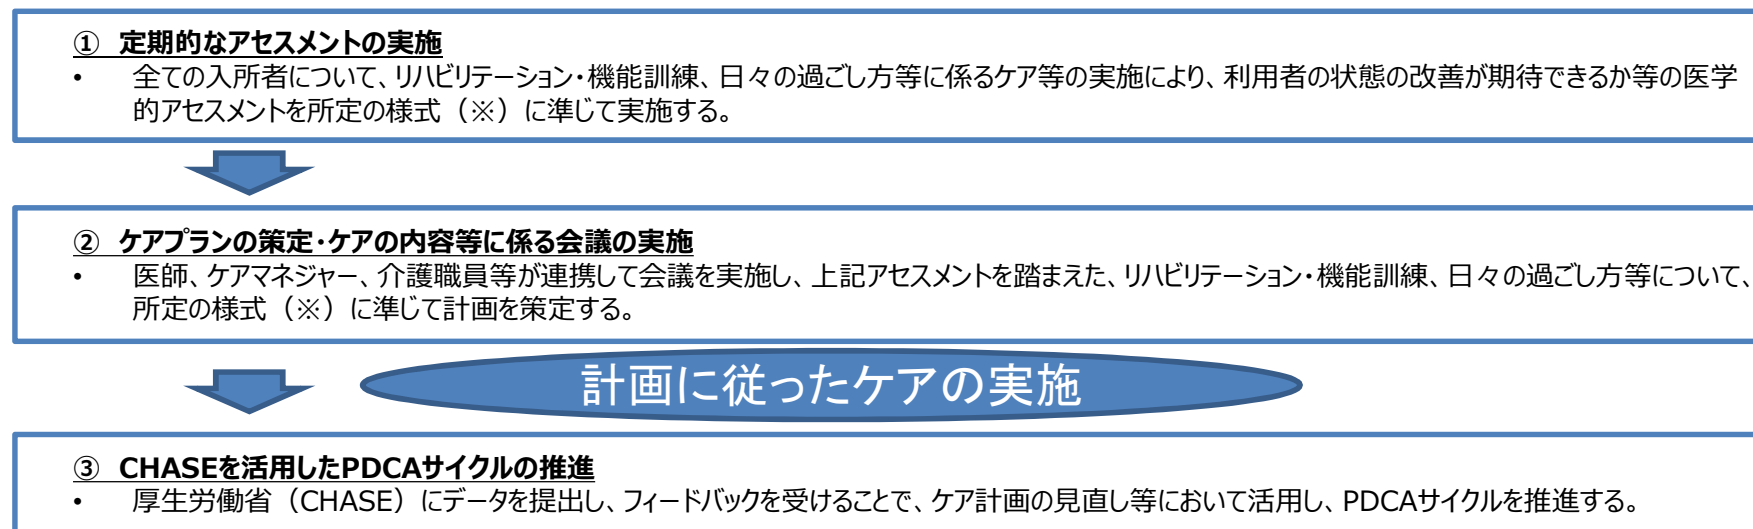 ① 定期的なアセスメントの実施
• 全ての入所者について、リハビリテーション・機能訓練、日々の過ごし方等に係るケア等の実施により、利用者の状態の改善が期待できるか等の医学
的アセスメントを所定の様式（※）に準じて実施する。
② ケアプランの策定・ケアの内容等に係る会議の実施
• 医師、ケアマネジャー、介護職員等が連携して会議を実施し、上記アセスメントを踏まえた、リハビリテーション・機能訓練、日々の過ごし方等について、
所定の様式（※）に準じて計画を策定する。
計画に従ったケアの実施
③ CHASEを活用したPDCAサイクルの推進
• 厚生労働省（CHASE）にデータを提出し、フィードバックを受けることで、ケア計画の見直し等において活用し、PDCAサイクルを推進する。